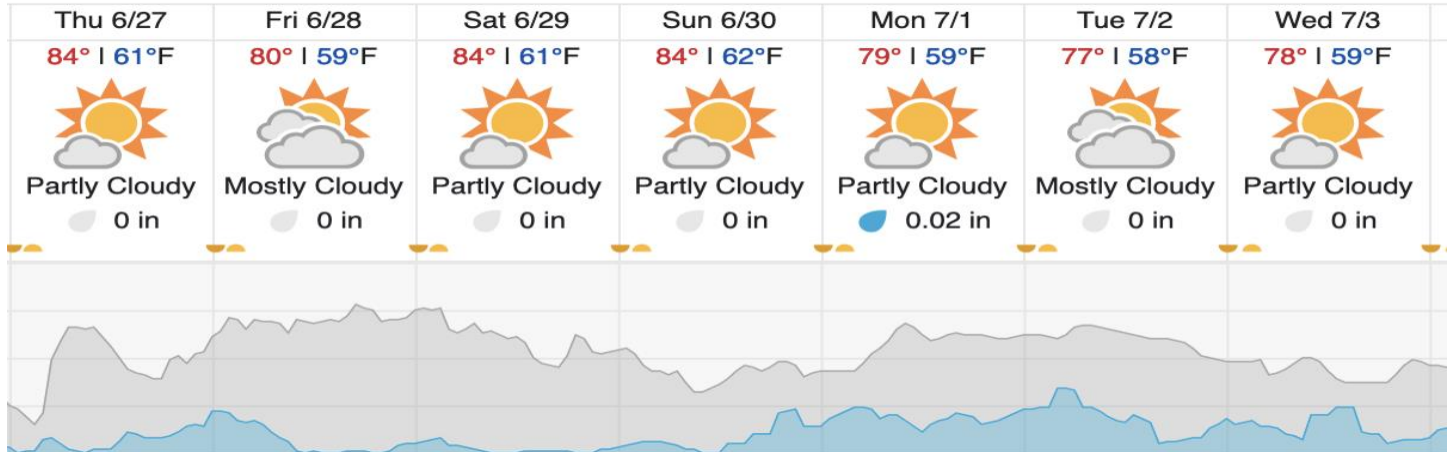 Thu 6/27
84° | 61°F
Partly Cloudy
0 in
Fri 6/28
80° | 59°F
Mostly Cloudy
0 in
Sat 6/29
84° | 61°F
Partly Cloudy
0 in
Sun 6/30
84° | 62°F
Partly Cloudy
0 in
Mon 7/1
79° | 59°F
Partly Cloudy
0.02 in
Tue 7/2
77° | 58°F
Mostly Cloudy
0 in
Wed 7/3
78° | 59°F
Partly Cloudy
0 in